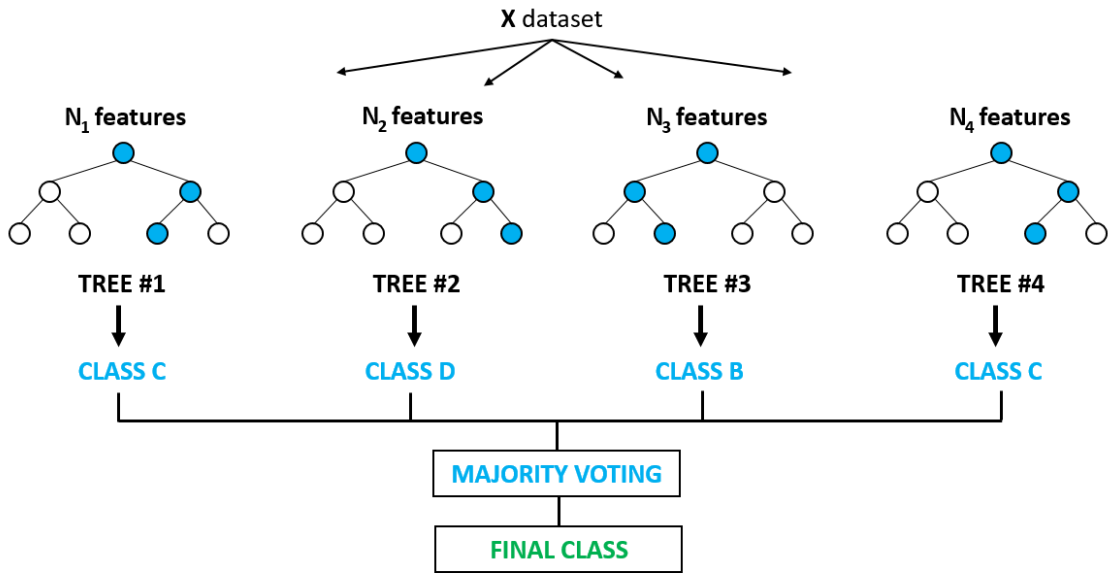 X dataset
N1 features
N2 features
N3 features
N4 features
TREE #1
TREE #2
TREE #3
TREE #4
CLASS C
CLASS D
CLASS B
CLASS C
MAJORITY VOTING
FINAL CLASS